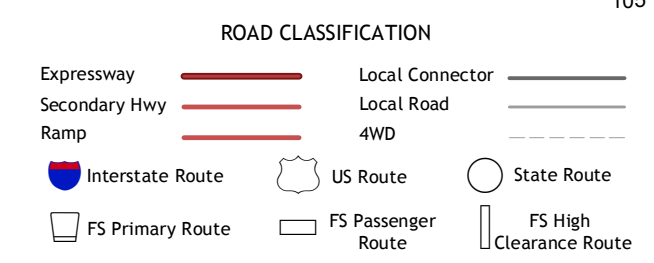 105
ROAD CLASSIFICATION
Expressway
Local Connector
Secondary Hwy
Local Road
Ramp
4WD
Interstate Route
US Route
State Route
FS Primary Route
FS Passenger
Route
FS High
Clearance Route